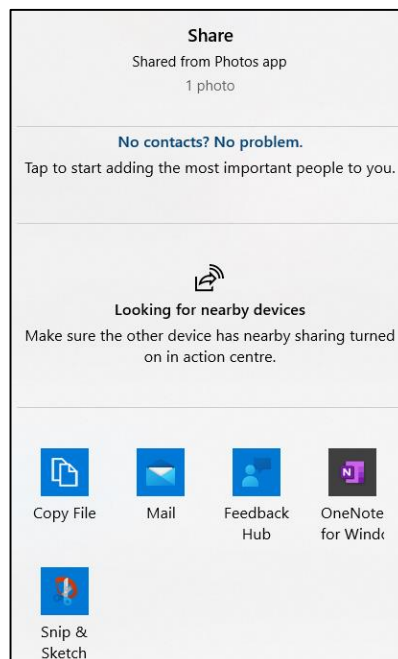 Share
Shared from Photos app
1 photo
No contacts? No problem.
Tap to start adding the most important people to you.
Looking for nearby devices
Make sure the other device has nearby sharing turned
on in action centre.
Copy File
Mail
Feedback
Hub
OneNote
for Windo
Snip &
Sketch